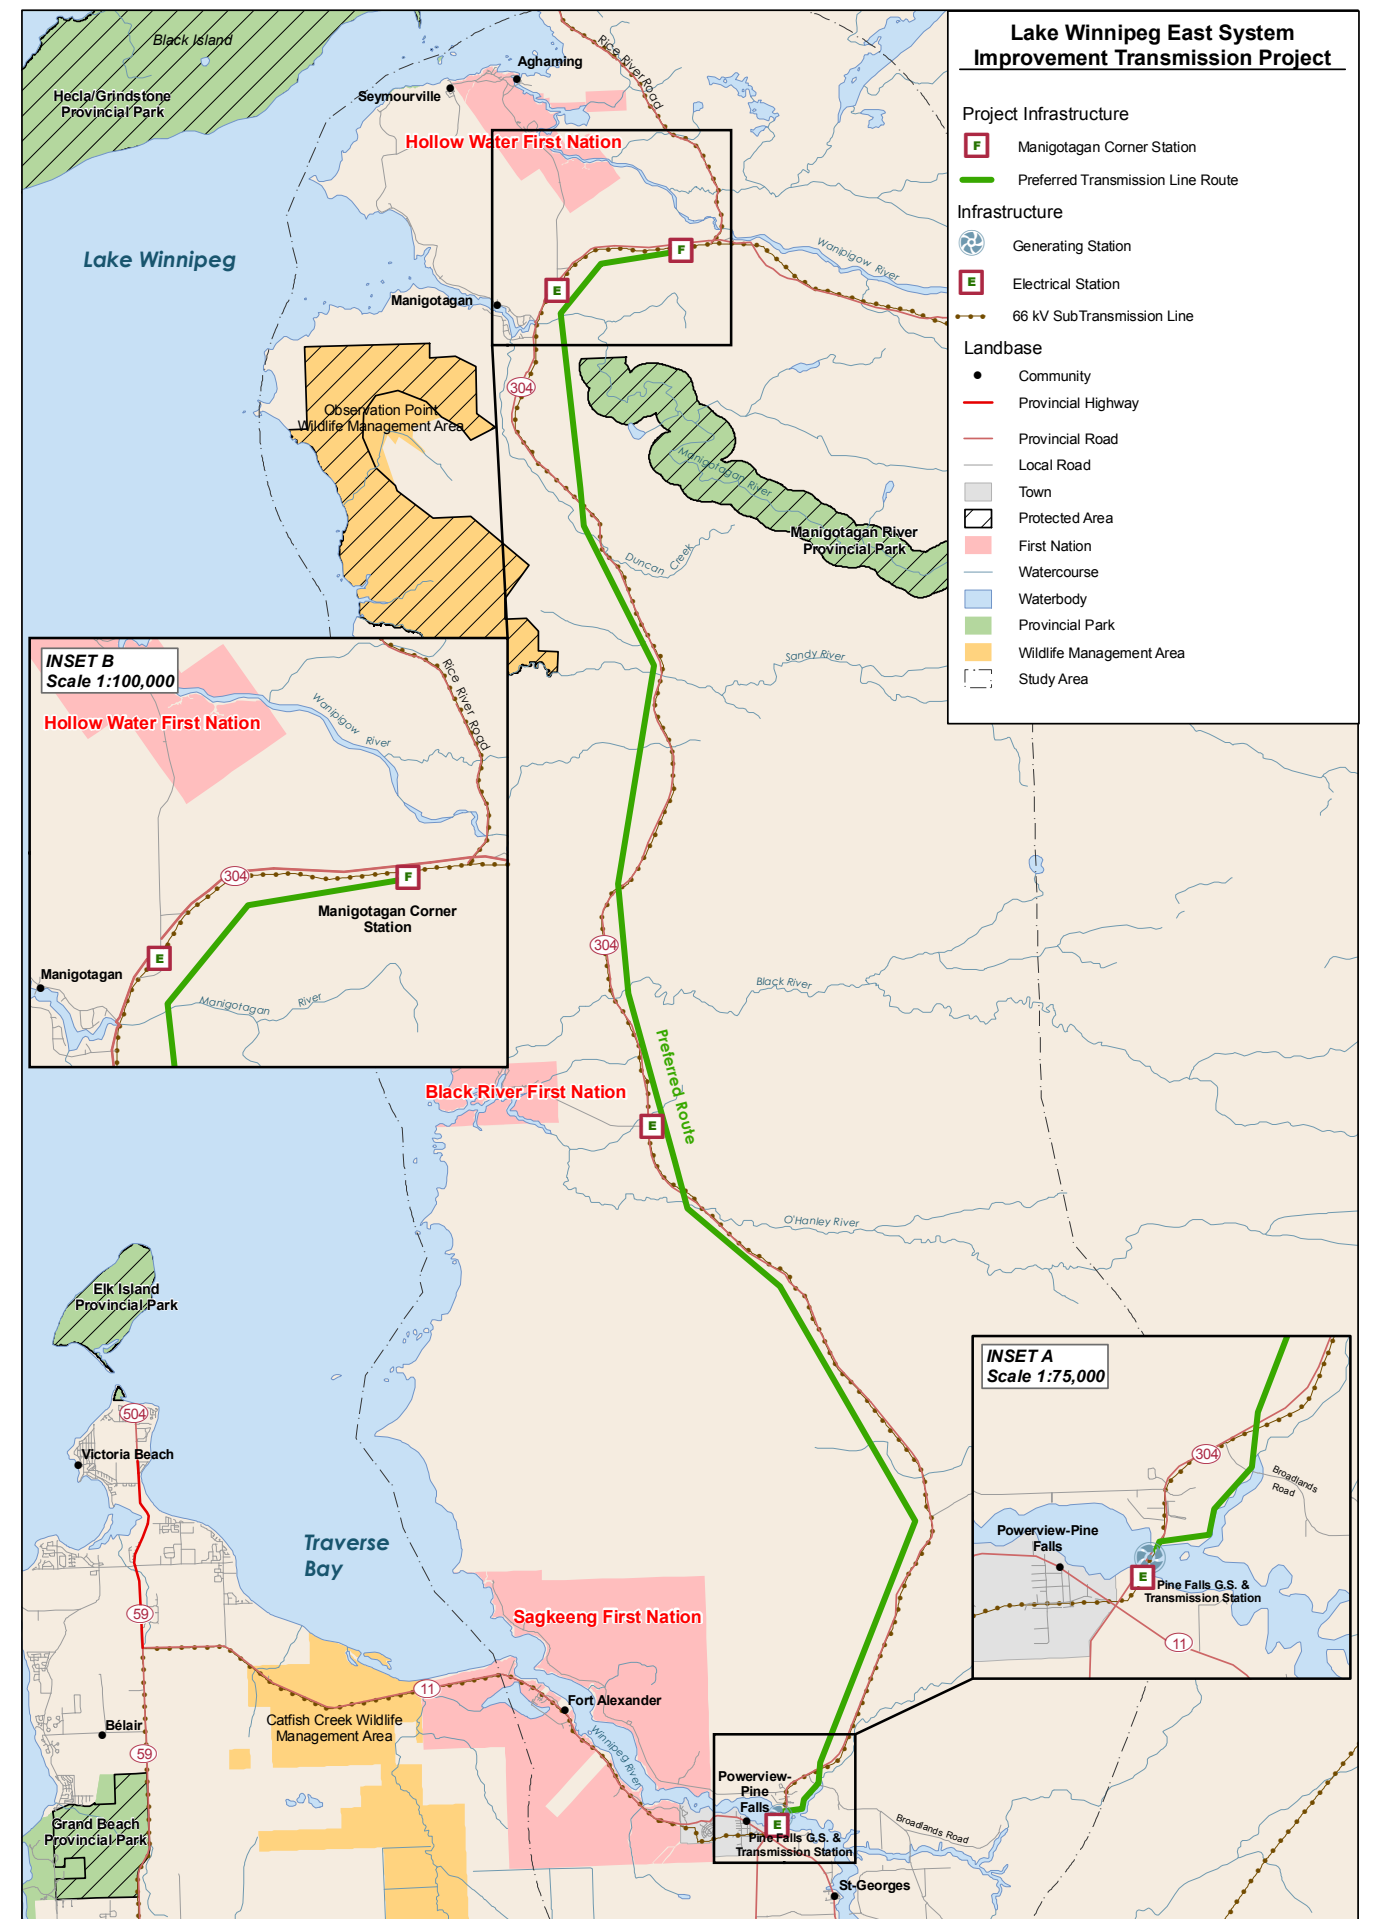 Lake Winnipeg East System
Improvement Transmission Project
Project Infrastructure
F
Manigotagan Corner Station
Preferred Transmission Line Route
Infrastructure
Generating Station
E
Electrical Station
66 kV SubTransmission Line
Landbase
Community
Provincial Highway
Provincial Road
Local Road
Town
Protected Area
First Nation
Watercourse
Waterbody
Provincial Park
Wildlife Management Area
Study Area
Black Island
Hecla/Grindstone
Provincial Park
Rice River Road
Aghaming
Seymourville
Hollow Water First Nation
Lake Winnipeg
Wanipigow River
F
E
Manigotagan
304
Observation Point
Wildlife Management Area
Manigotagan River
Manigotagan River
Provincial Park
Duncan Creek
Sandy River
INSET B
Scale 1:100,000
Hollow Water First Nation
Wanipigow River
Rice River Road
304
F
Manigotagan Corner
Station
E
Manigotagan
Manigotagan River
304
Black River
Preferred Route
Black River First Nation
E
O'Hanley River
Elk Island
Provincial Park
504
Victoria Beach
Traverse
Bay
59
Sagkeeng First Nation
11
Fort Alexander
Catfish Creek Wildlife
Management Area
Bélair
59
Winnipeg River
Grand Beach
Provincial Park
Powerview-
Pine
Falls
E
Pine Falls G.S. &
Transmission Station
Broadlands Road
St-Georges
INSET A
Scale 1:75,000
304
Broadlands
Road
Powerview-Pine
Falls
E
Pine Falls G.S. &
Transmission Station
11